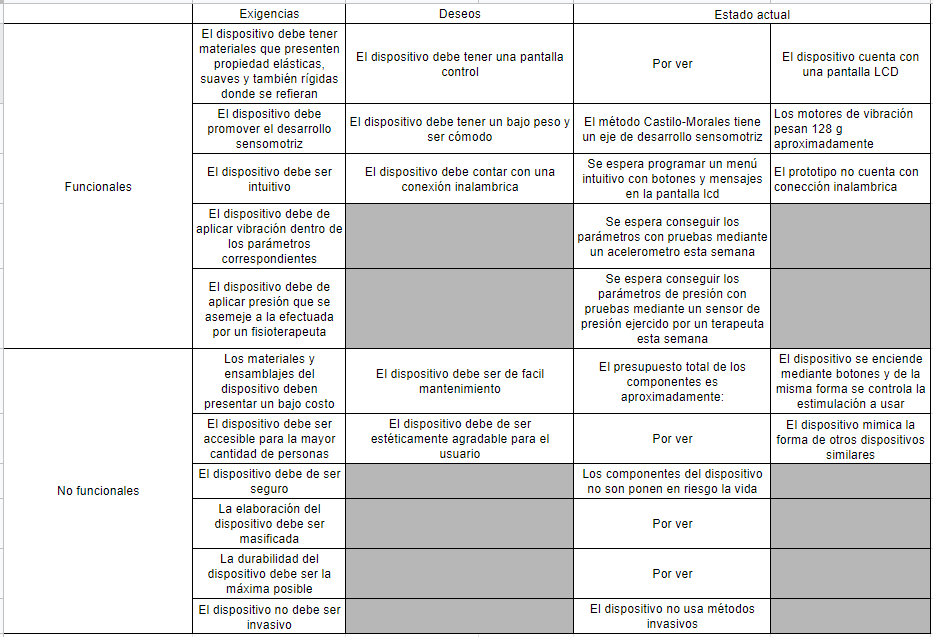 Exigencias
Deseos
Estado actual
Funcionales
El dispositivo debe tener
materiales que presenten
propiedad elásticas,
suaves y también rígidas
donde se refieran
El dispositivo debe tener una pantalla
control
Por ver
El dispositivo cuenta con
una pantalla LCD
El dispositivo debe
promover el desarrollo
sensomotriz
El dispositivo debe tener un bajo peso y
ser cómodo
El método Castilo-Morales tiene
un eje de desarrollo sensomotriz
Los motores de vibración
pesan 128 g
aproximadamente
El dispositivo debe ser
intuitivo
El dispositivo debe contar con una
conexión inalambrica
Se espera programar un menú
intuitivo con botones y mensajes
en la pantalla lcd
El prototipo no cuenta con
conección inalambrica
El dispositivo debe de
aplicar vibración dentro de
los parámetros
correspondientes
Se espera conseguir los
parámetros con pruebas mediante
un acelerometro esta semana
El dispositivo debe de
aplicar presión que se
asemeje a la efectuada
por un fisioterapeuta
Se espera conseguir los
parámetros de presión con
pruebas mediante un sensor de
presión ejercido por un terapeuta
esta semana
No funcionales
Los materiales y
ensamblajes del
dispositivo deben
presentar un bajo costo
El dispositivo debe ser de facil
mantenimiento
El presupuesto total de los
componentes es
aproximadamente:
El dispositivo se enciende
mediante botones y de la
misma forma se controla la
estimulación a usar
El dispositivo debe ser
accesible para la mayor
cantidad de personas
El dispositivo debe de ser
estéticamente agradable para el
usuario
Por ver
El dispositivo mimica la
forma de otros dispositivos
similares
El dispositivo debe de ser
seguro
Los componentes del dispositivo
no son ponen en riesgo la vida
La elaboración del
dispositivo debe ser
masificada
Por ver
La durabilidad del
dispositivo debe ser la
máxima posible
Por ver
El dispositivo no debe ser
invasivo
El dispositivo no usa métodos
invasivos